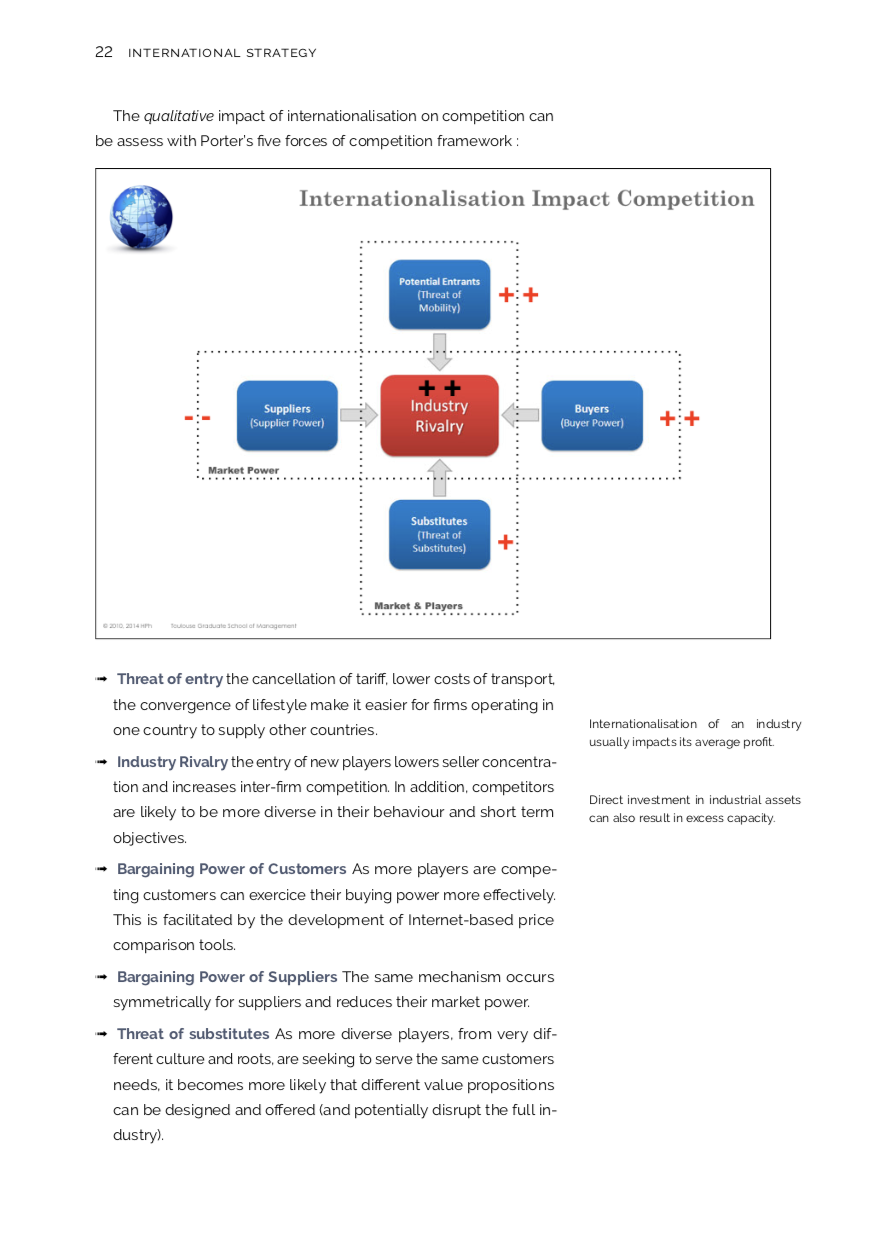 22 INTERNATIONAL STRATEGY
The qualitative impact of internationalisation on competition can
be assess with Porter's five forces of competition framework :
Internationalisation Impact Competition
Potential Entrants
(Threat of
Mobility)
++
Suppliers
(Supplier Power)
--
++
Industry
Rivalry
Buyers
(Buyer Power)
++
Market Power
Substitutes
(Threat of
Substitutes)
+
Market & Players
© 2010, 2014 HPh Toulouse Graduate School of Management
➟ Threat of entry the cancellation of tariff, lower costs of transport,
the convergence of lifestyle make it easier for firms operating in
one country to supply other countries.
➟ Industry Rivalry the entry of new players lowers seller concentra-
tion and increases inter-firm competition. In addition, competitors
are likely to be more diverse in their behaviour and short term
objectives.
➟ Bargaining Power of Customers As more players are compe-
ting customers can exercice their buying power more effectively.
This is facilitated by the development of Internet-based price
comparison tools.
➟ Bargaining Power of Suppliers The same mechanism occurs
symmetrically for suppliers and reduces their market power.
➟ Threat of substitutes As more diverse players, from very dif-
ferent culture and roots, are seeking to serve the same customers
needs, it becomes more likely that different value propositions
can be designed and offered (and potentially disrupt the full in-
dustry).
Internationalisation of an industry
usually impacts its average profit.
Direct investment in industrial assets
can also result in excess capacity.